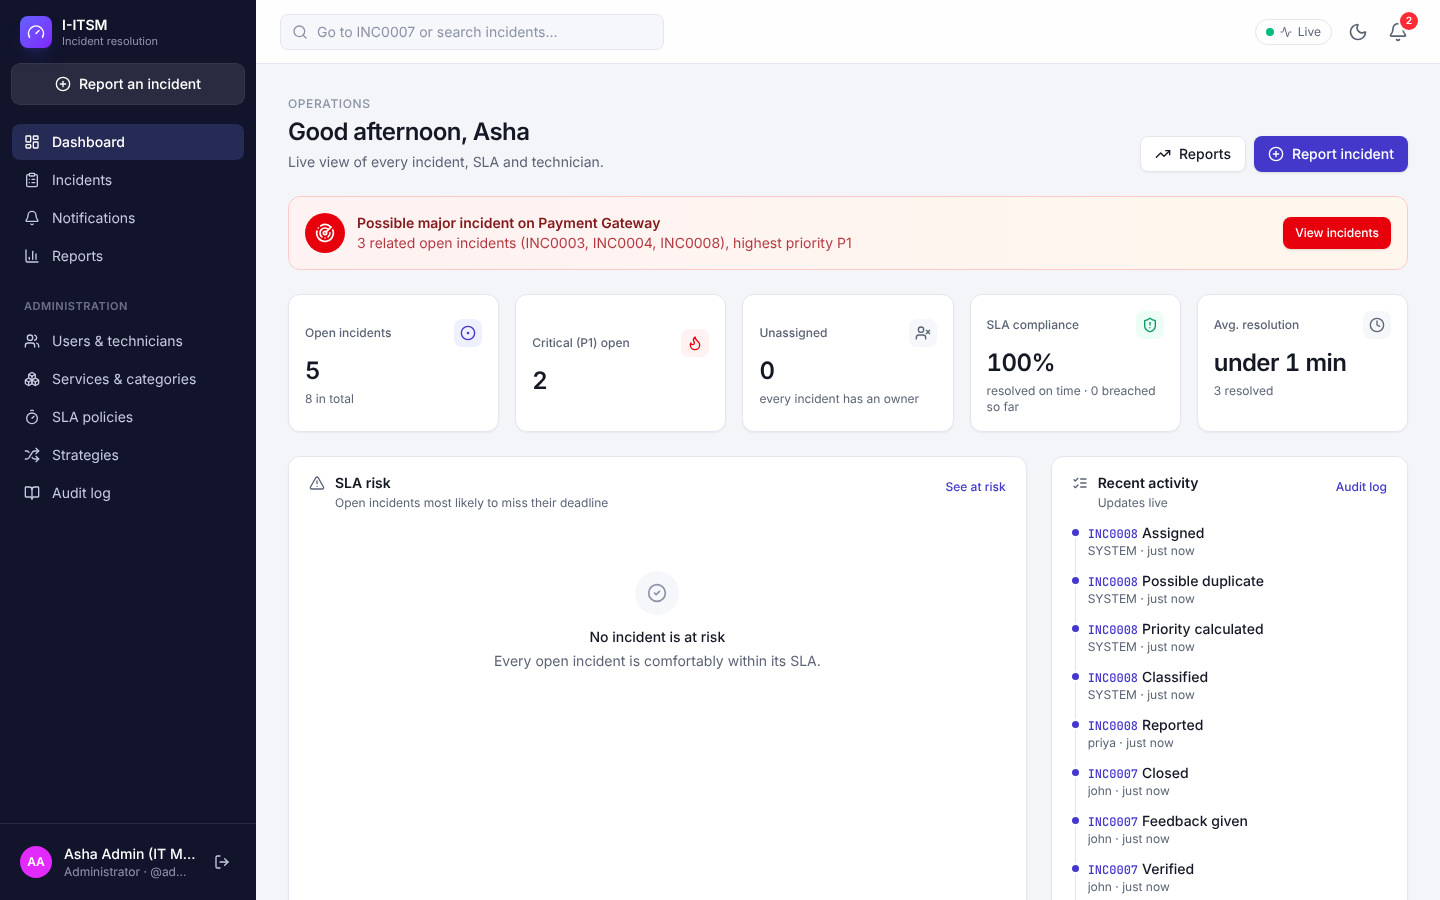 I-ITSM
Incident resolution
Report an incident
Dashboard
Incidents
Notifications
Reports
ADMINISTRATION
Users & technicians
Services & categories
SLA policies
Strategies
Audit log
AA
Asha Admin (IT M...
Administrator · @ad...
Go to INC0007 or search incidents...
Live
2
OPERATIONS
Good afternoon, Asha
Live view of every incident, SLA and technician.
Reports
Report incident
Possible major incident on Payment Gateway
3 related open incidents (INC0003, INC0004, INC0008), highest priority P1
View incidents
Open incidents
5
8 in total
Critical (P1) open
2
Unassigned
0
every incident has an owner
SLA compliance
100%
resolved on time · 0 breached
so far
Avg. resolution
under 1 min
3 resolved
SLA risk
Open incidents most likely to miss their deadline
See at risk
No incident is at risk
Every open incident is comfortably within its SLA.
Recent activity
Updates live
Audit log
INC0008 Assigned
SYSTEM · just now
INC0008 Possible duplicate
SYSTEM · just now
INC0008 Priority calculated
SYSTEM · just now
INC0008 Classified
SYSTEM · just now
INC0008 Reported
priya · just now
INC0007 Closed
john · just now
INC0007 Feedback given
john · just now
INC0007 Verified
john · just now